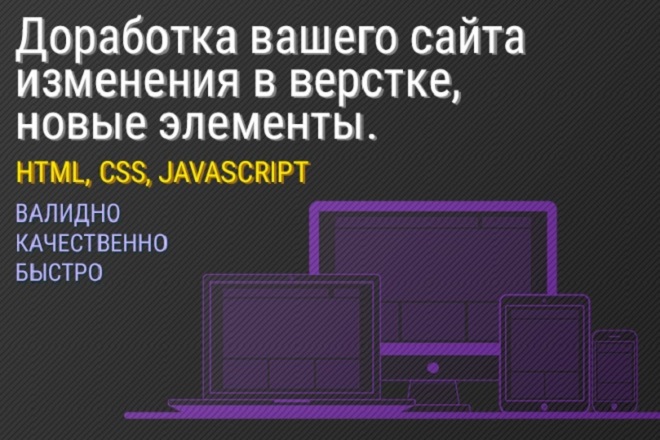 Доработка вашего сайта
изменения в верстке,
новые элементы.
HTML, CSS, JAVASCRIPT
ВАЛИДНО
КАЧЕСТВЕННО
БЫСТРО